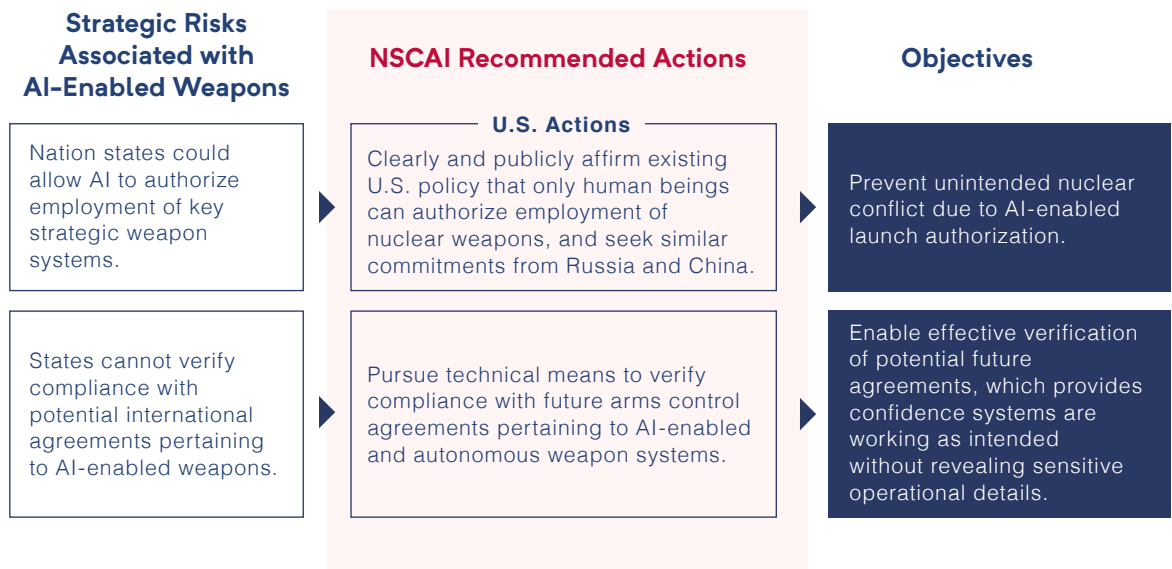 Strategic Risks
Associated with
AI-Enabled Weapons
NSCAI Recommended Actions
Objectives
Nation states could
allow AI to authorize
employment of key
strategic weapon
systems.
U.S. Actions
Clearly and publicly affirm existing
U.S. policy that only human beings
can authorize employment of
nuclear weapons, and seek similar
commitments from Russia and China.
Prevent unintended nuclear
conflict due to AI-enabled
launch authorization.
States cannot verify
compliance with
potential international
agreements pertaining
to AI-enabled weapons.
Pursue technical means to verify
compliance with future arms control
agreements pertaining to AI-enabled
and autonomous weapon systems.
Enable effective verification
of potential future
agreements, which provides
confidence systems are
working as intended
without revealing sensitive
operational details.